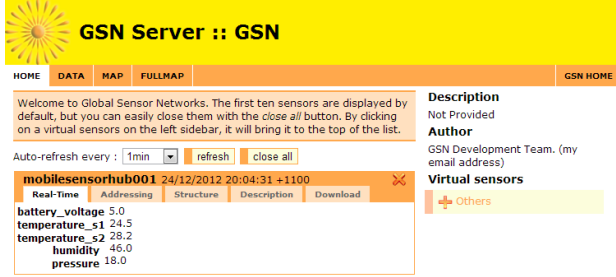 GSN Server :: GSN
HOME DATA MAP FULLMAP GSN HOME
Welcome to Global Sensor Networks. The first ten sensors are displayed by
default, but you can easily close them with the close all button. By clicking
on a virtual sensors on the left sidebar, it will bring it to the top of the list.
Auto-refresh every : 1min refresh close all
mobilesensorhub001 24/12/2012 20:04:31 +1100
Real-Time Addressing Structure Description Download
battery_voltage 5.0
temperature_s1 24.5
temperature_s2 28.2
humidity 46.0
pressure 18.0
Description
Not Provided
Author
GSN Development Team. (my
email address)
Virtual sensors
Others